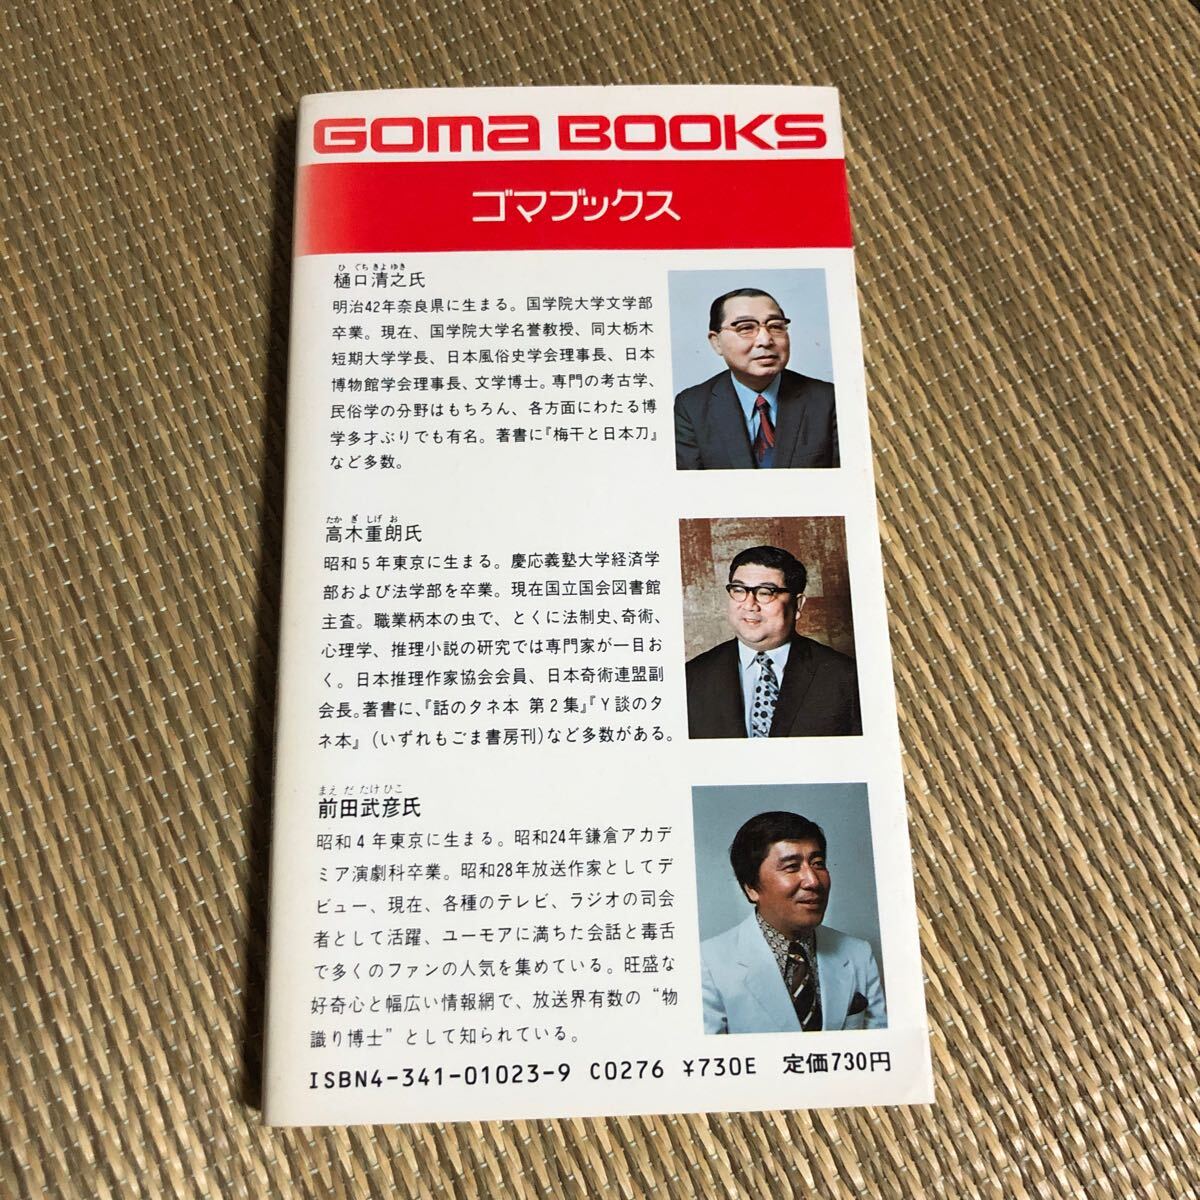 GOMA BOOKS
ゴマブックス
ひ ぐち きよ ゆき
樋口清之氏
明治42年奈良県に生まる。国学院大学文学部
卒業。現在、国学院大学名誉教授、同大栃木
短期大学学長、日本風俗史学会理事長、日本
博物館学会理事長、文学博士。専門の考古学、
民俗学の分野はもちろん、各方面にわたる博
学多才ぶりでも有名。著書に『梅干と日本刀』
など多数。
たか ぎ しげ お
高木重朗氏
昭和5年東京に生まる。慶応義塾大学経済学
部および法学部を卒業。現在国立国会図書館
主査。職業柄本の虫で、とくに法制史、奇術、
心理学、推理小説の研究では専門家が一目お
く。日本推理作家協会会員、日本奇術連盟副
会長。著書に、『話のタネ本 第2集』『Y談のタ
ネ本』(いずれもごま書房刊)など多数がある。
まえ だ たけ ひこ
前田武彦氏
昭和4年東京に生まる。昭和24年鎌倉アカデ
ミア演劇科卒業。昭和28年放送作家としてデ
ビュー、現在、各種のテレビ、ラジオの司会
者として活躍、ユーモアに満ちた会話と毒舌
で多くのファンの人気を集めている。旺盛な
好奇心と幅広い情報網で、放送界有数の“物
識り博士”として知られている。
ISBN4-341-01023-9 C0276 ¥730E 定価730円